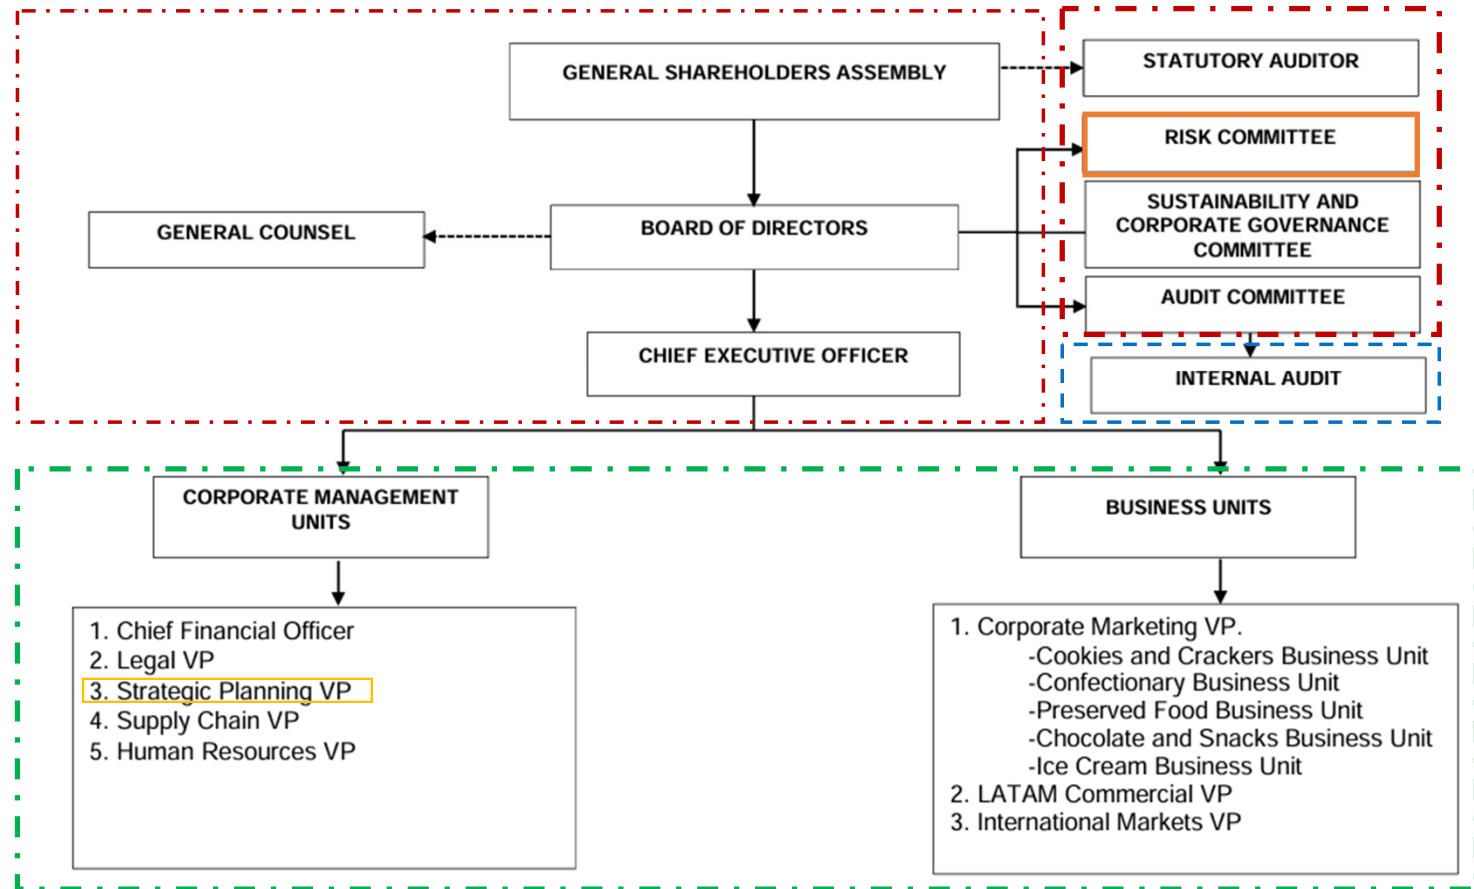 GENERAL SHAREHOLDERS ASSEMBLY
STATUTORY AUDITOR
RISK COMMITTEE
SUSTAINABILITY AND
CORPORATE GOVERNANCE
COMMITTEE
GENERAL COUNSEL
BOARD OF DIRECTORS
AUDIT COMMITTEE
CHIEF EXECUTIVE OFFICER
INTERNAL AUDIT
CORPORATE MANAGEMENT
UNITS
1. Chief Financial Officer
2. Legal VP
3. Strategic Planning VP
4. Supply Chain VP
5. Human Resources VP
BUSINESS UNITS
1. Corporate Marketing VP.
-Cookies and Crackers Business Unit
-Confectionary Business Unit
-Preserved Food Business Unit
-Chocolate and Snacks Business Unit
-Ice Cream Business Unit
2. LATAM Commercial VP
3. International Markets VP